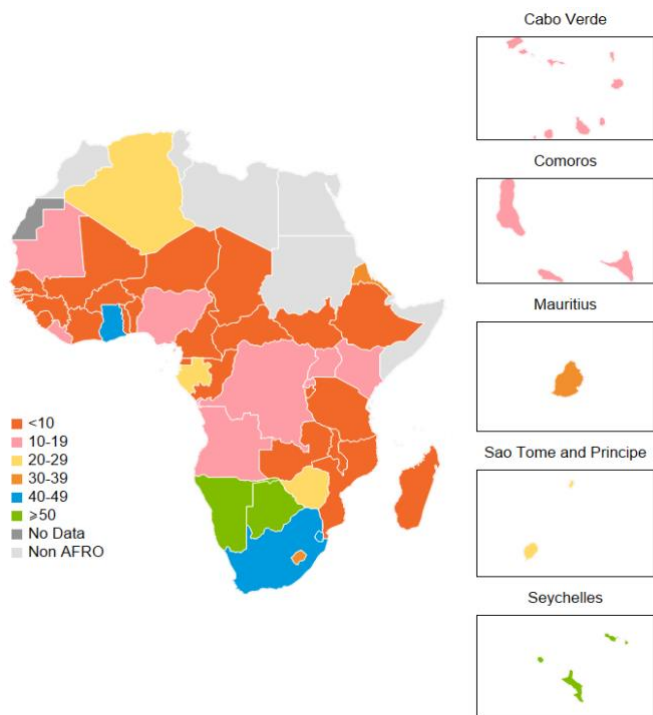 Cabo Verde
Comoros
Mauritius
Sao Tome and Principe
Seychelles
<10
10-19
20-29
30-39
40-49
⩾50
No Data
Non AFRO